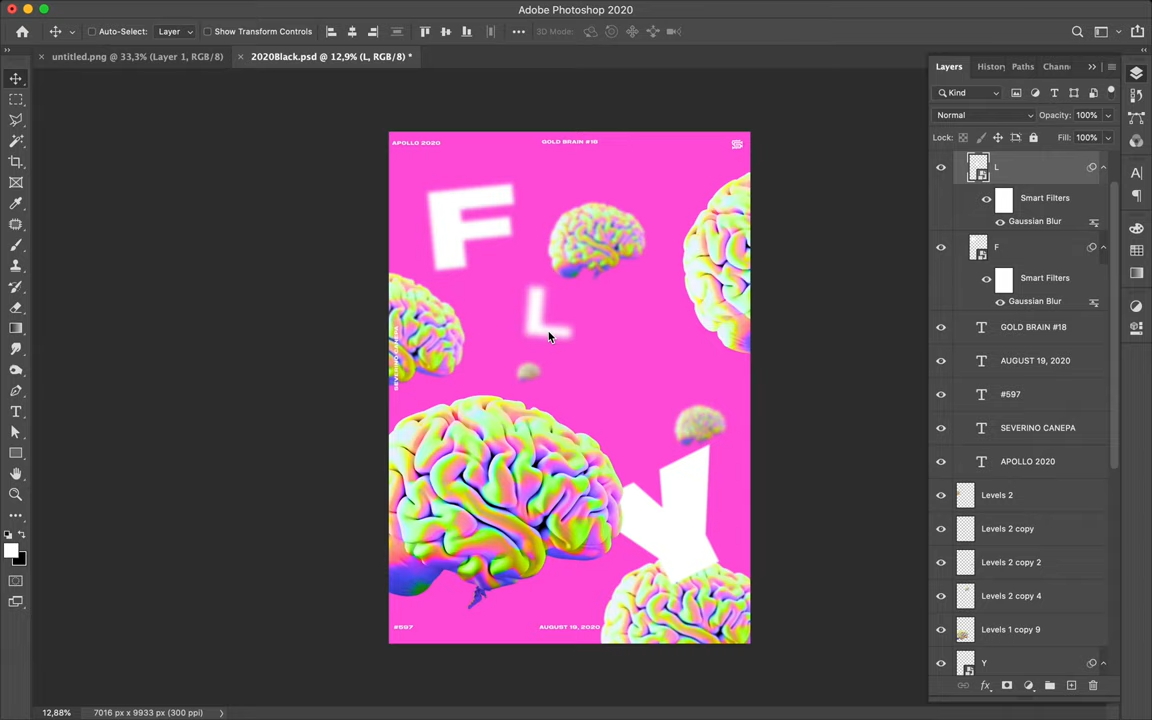 Adobe Photoshop 2020
Auto-Select:
Layer
Show Transform Controls
3D Mode:
untitled.png @ 33,3% (Layer 1, RGB/8)
2020Black.psd @ 12,9% (L, RGB/8) *
APOLLO 2020
GOLD BRAIN #18
F
L
SEVERINO CANEPA
Y
#597
AUGUST 19, 2020
Layers
History
Paths
Chann
Kind
Normal
Opacity: 100%
Lock:
Fill: 100%
L
Smart Filters
Gaussian Blur
F
Smart Filters
Gaussian Blur
GOLD BRAIN #18
AUGUST 19, 2020
#597
SEVERINO CANEPA
APOLLO 2020
Levels 2
Levels 2 copy
Levels 2 copy 2
Levels 2 copy 4
Levels 1 copy 9
Y
12,88%
7016 px x 9933 px (300 ppi)